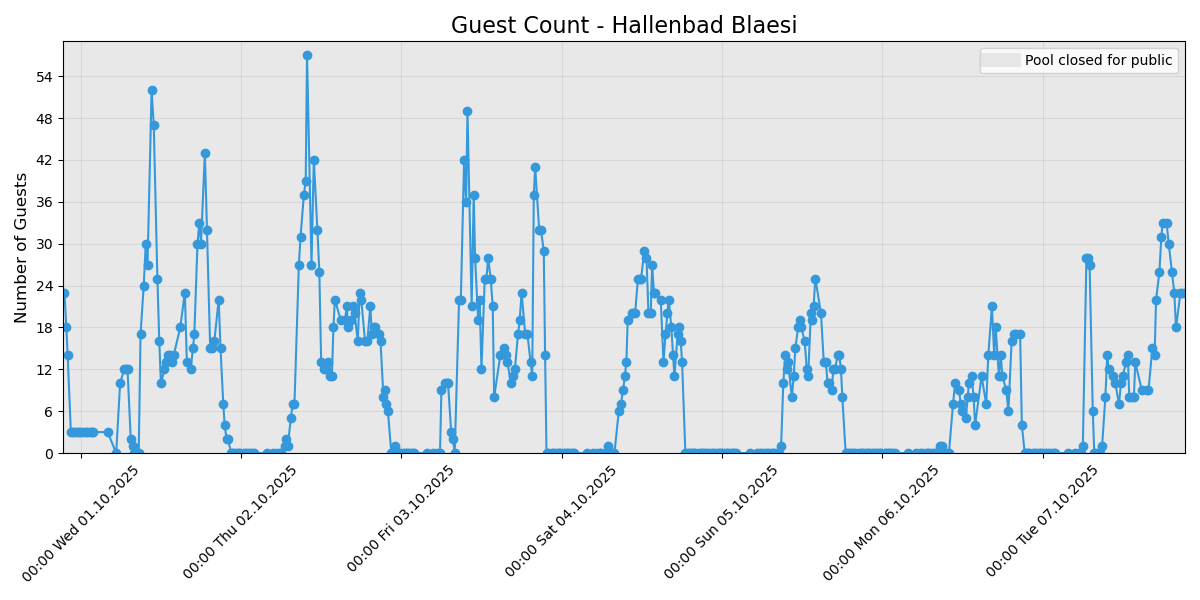 Guest Count - Hallenbad Blaesi
Pool closed for public
Number of Guests
54
48
42
36
30
24
18
12
6
0
00:00 Wed 01.10.2025
00:00 Thu 02.10.2025
00:00 Fri 03.10.2025
00:00 Sat 04.10.2025
00:00 Sun 05.10.2025
00:00 Mon 06.10.2025
00:00 Tue 07.10.2025